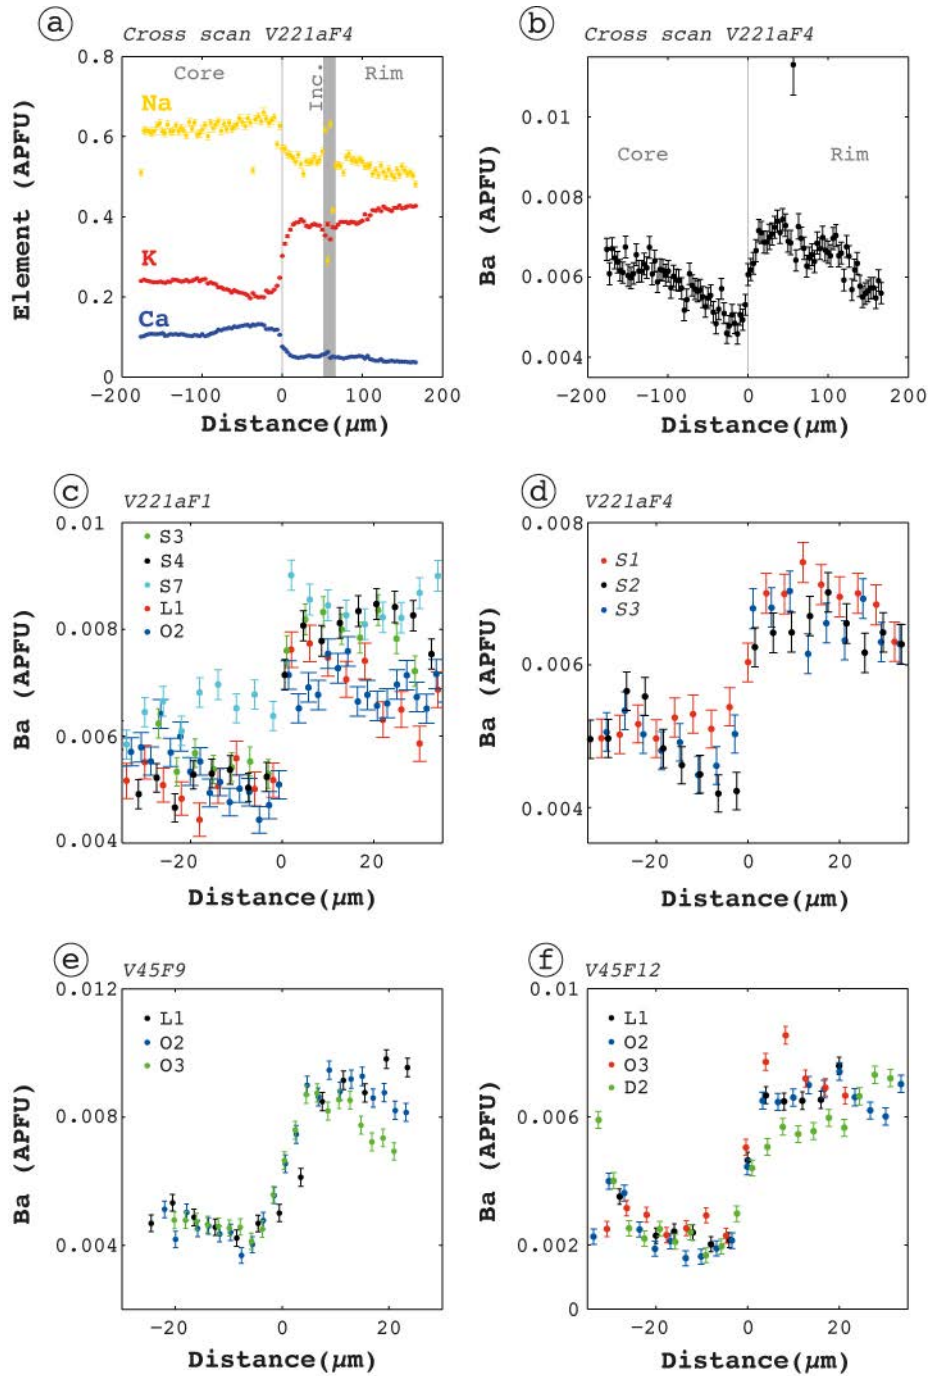 a
Cross scan V221aF4
0.8
0.6
0.4
0.2
0
Element (APFU)
Core
Inc.
Rim
Na
K
Ca
−200
−100
0
100
200
Distance(μm)
b
Cross scan V221aF4
0.01
0.008
0.006
0.004
Ba (APFU)
Core
Rim
−200
−100
0
100
200
Distance(μm)
c
V221aF1
0.01
0.008
0.006
0.004
Ba (APFU)
S3
S4
S7
L1
O2
−20
0
20
Distance(μm)
d
V221aF4
0.008
0.006
0.004
Ba (APFU)
S1
S2
S3
−20
0
20
Distance(μm)
e
V45F9
0.012
0.008
0.004
Ba (APFU)
L1
O2
O3
−20
0
20
Distance(μm)
f
V45F12
0.01
0.006
0.002
0
Ba (APFU)
L1
O2
O3
D2
−20
0
20
Distance(μm)